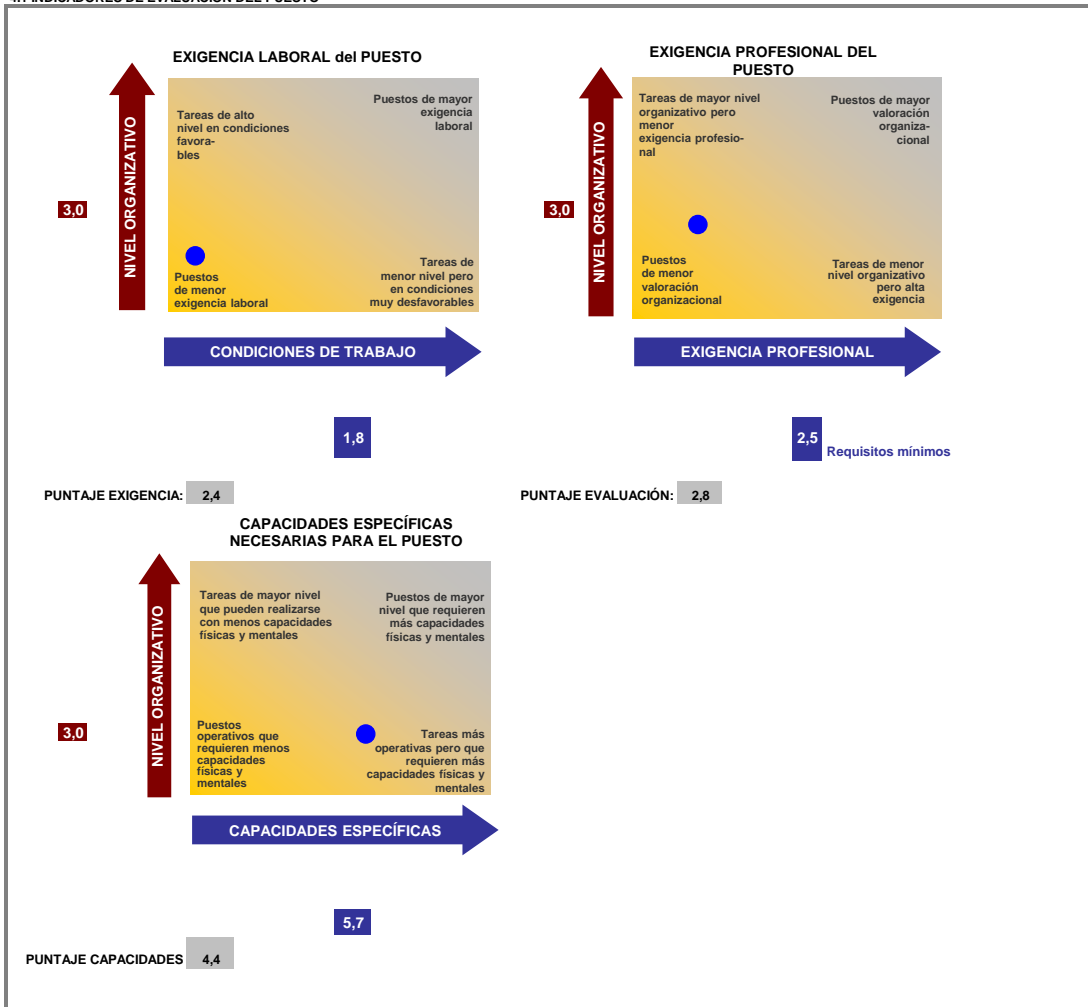 4.7 INDICADORES DE EVALUACIÓN DEL PUESTO
EXIGENCIA LABORAL del PUESTO
NIVEL ORGANIZATIVO
Tareas de alto
nivel en condiciones
favora-
bles
Puestos de mayor
exigencia
laboral
3,0
Puestos
de menor
exigencia laboral
Tareas de
menor nivel pero
en condiciones
muy desfavorables
CONDICIONES DE TRABAJO
1,8
PUNTAJE EXIGENCIA: 2,4
EXIGENCIA PROFESIONAL DEL
PUESTO
NIVEL ORGANIZATIVO
Tareas de mayor nivel
organizativo pero
menor
exigencia profesio-
nal
Puestos de mayor
valoración
organiza-
cional
3,0
Puestos
de menor
valoración
organizacional
Tareas de menor
nivel organizativo
pero alta
exigencia
EXIGENCIA PROFESIONAL
2,5
Requisitos mínimos
PUNTAJE EVALUACIÓN: 2,8
CAPACIDADES ESPECÍFICAS
NECESARIAS PARA EL PUESTO
NIVEL ORGANIZATIVO
Tareas de mayor nivel
que pueden realizarse
con menos capacidades
físicas y mentales
Puestos de mayor
nivel que requieren
más capacidades
físicas y mentales
3,0
Puestos
operativos que
requieren menos
capacidades
físicas y
mentales
Tareas más
operativas pero que
requieren más
capacidades físicas y
mentales
CAPACIDADES ESPECÍFICAS
5,7
PUNTAJE CAPACIDADES 4,4